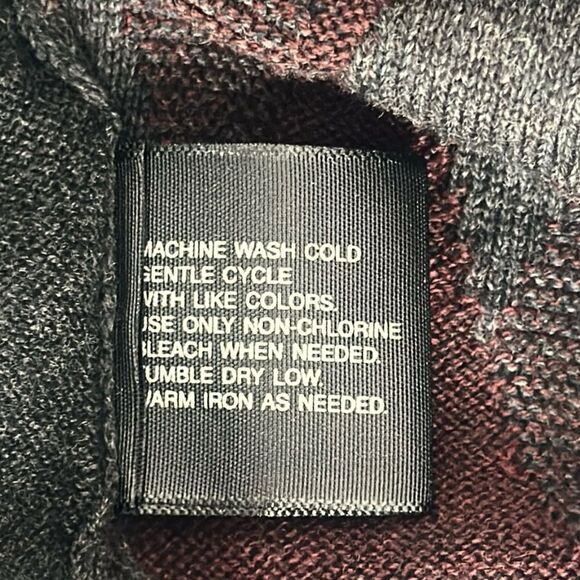 MACHINE WASH COLD
GENTLE CYCLE
WITH LIKE COLORS.
USE ONLY NON-CHLORINE
BLEACH WHEN NEEDED.
TUMBLE DRY LOW.
WARM IRON AS NEEDED.